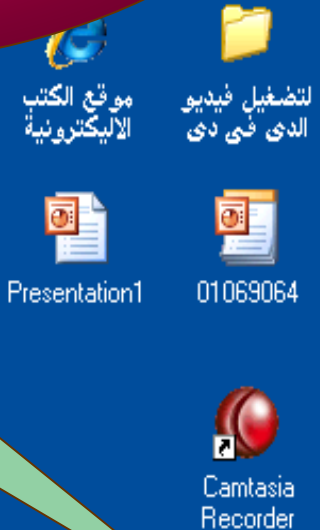 موقع الكتب
الاليكترونية
لتضغيل فيديو
الدى فى دى
Presentation1
01069064
Camtasia
Recorder